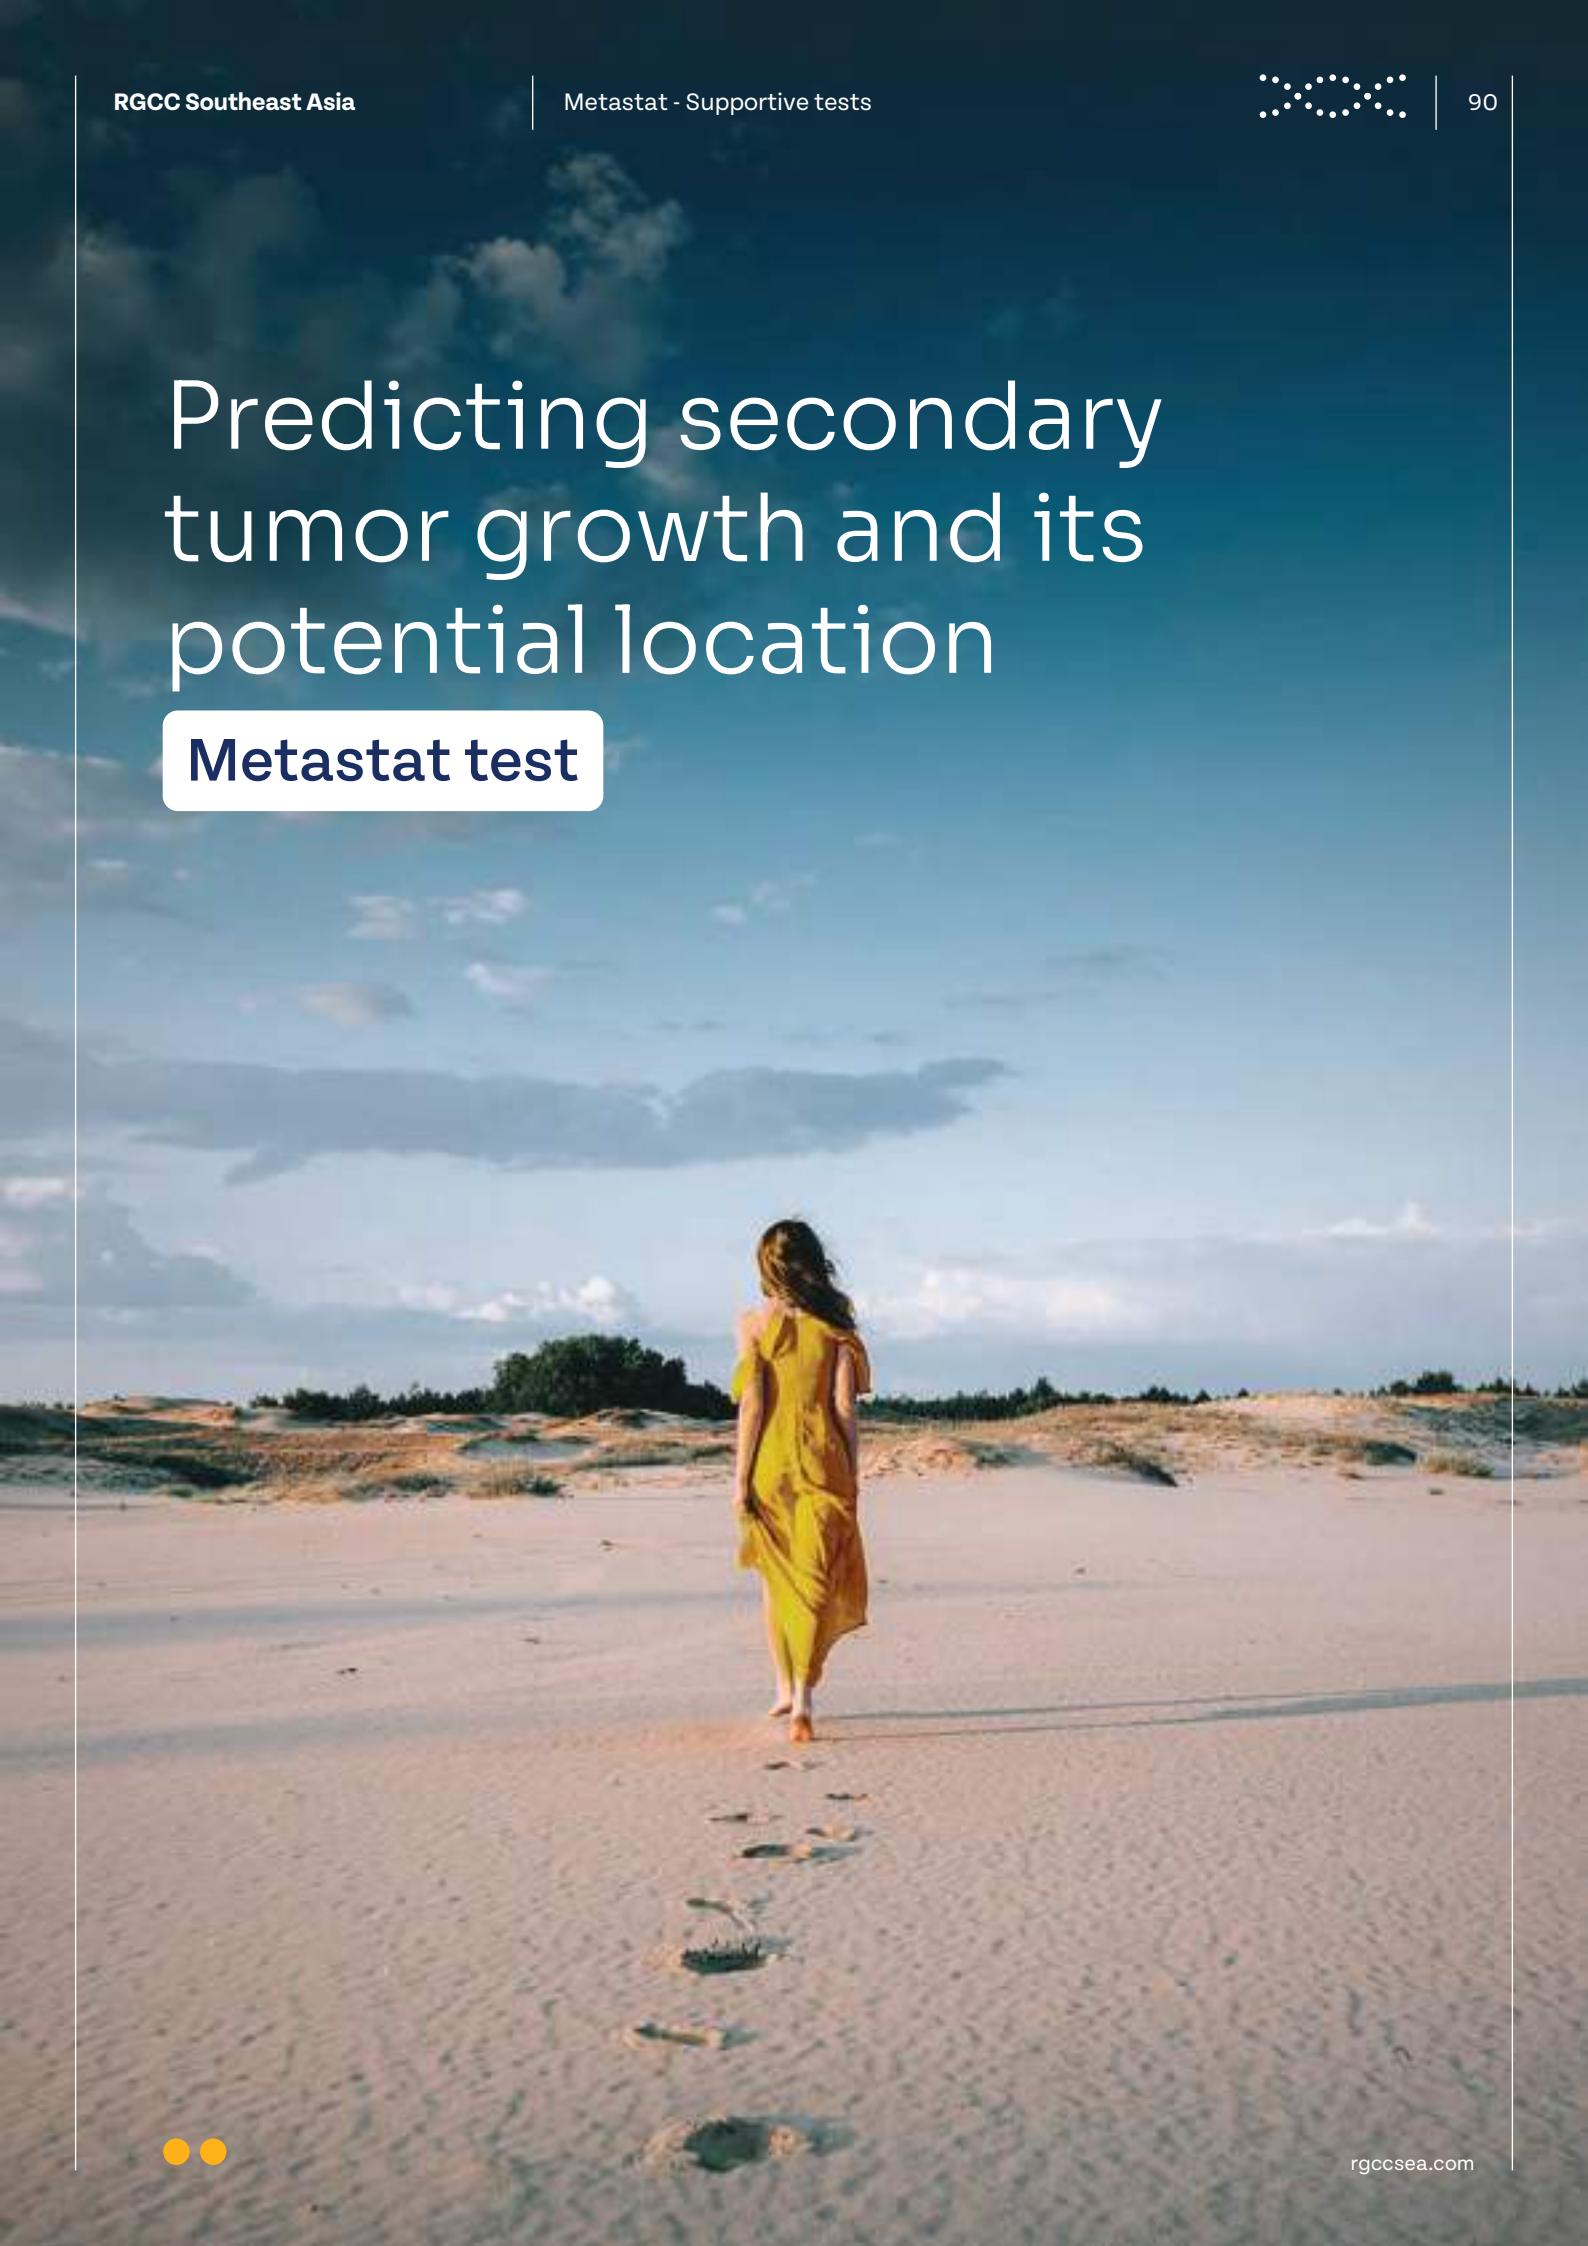 RGCC Southeast Asia
Metastat - Supportive tests
90
Predicting secondary
tumor growth and its
potential location
Metastat test
rgccsea.com